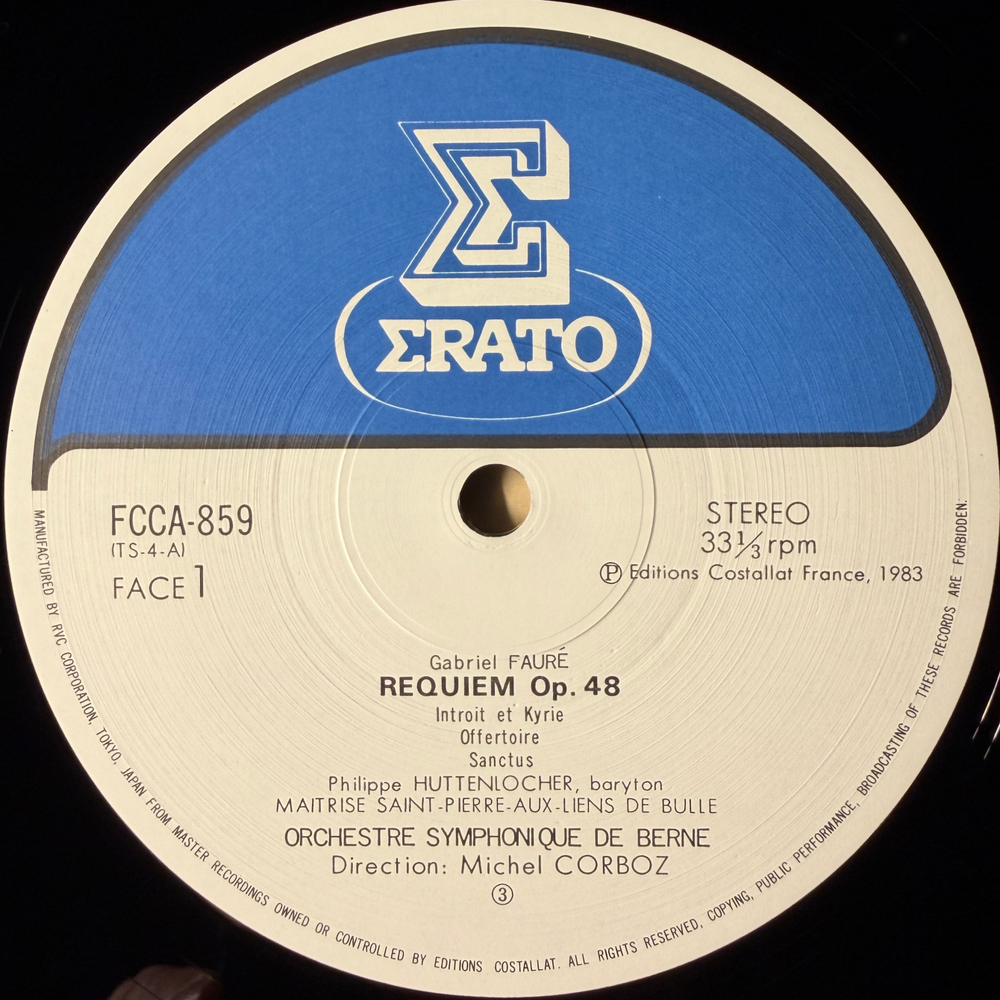 ΣRATO
FCCA-859
(TS-4-A)
FACE 1
STEREO
33 1/3 rpm
Ⓟ Editions Costallat France, 1983
Gabriel FAURÉ
REQUIEM Op. 48
Introit et Kyrie
Offertoire
Sanctus
Philippe HUTTENLOCHER, baryton
MAITRISE SAINT-PIERRE-AUX-LIENS DE BULLE
ORCHESTRE SYMPHONIQUE DE BERNE
Direction: Michel CORBOZ
③
MANUFACTURED BY RVC CORPORATION, TOKYO, JAPAN FROM MASTER RECORDINGS OWNED OR CONTROLLED BY EDITIONS COSTALLAT. ALL RIGHTS RESERVED, COPYING, PUBLIC PERFORMANCE, BROADCASTING OF THESE RECORDS ARE FORBIDDEN.